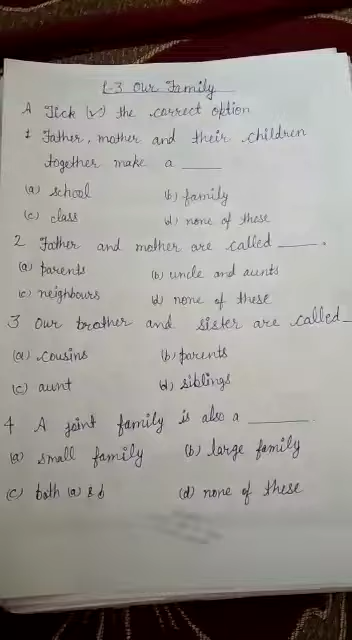 L-3 Our Family
A Tick (✓) the correct option
1 Father, mother and their children
together make a ______
(a) school (b) family
(c) class (d) none of these
2 Father and mother are called ______.
(a) parents (b) uncle and aunts
(c) neighbours (d) none of these
3 Our brother and sister are called_
(a) cousins (b) parents
(c) aunt (d) siblings
4 A joint family is also a ______.
(a) small family (b) large family
(c) both (a) & b (d) none of these